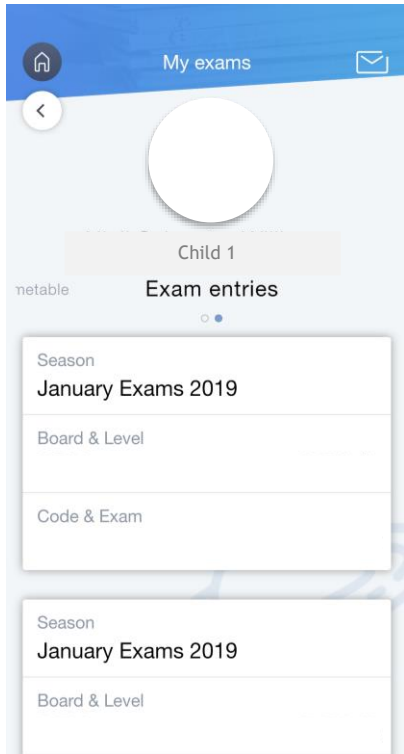 My exams
Child 1
metable Exam entries
Season
January Exams 2019
Board & Level
Code & Exam
Season
January Exams 2019
Board & Level